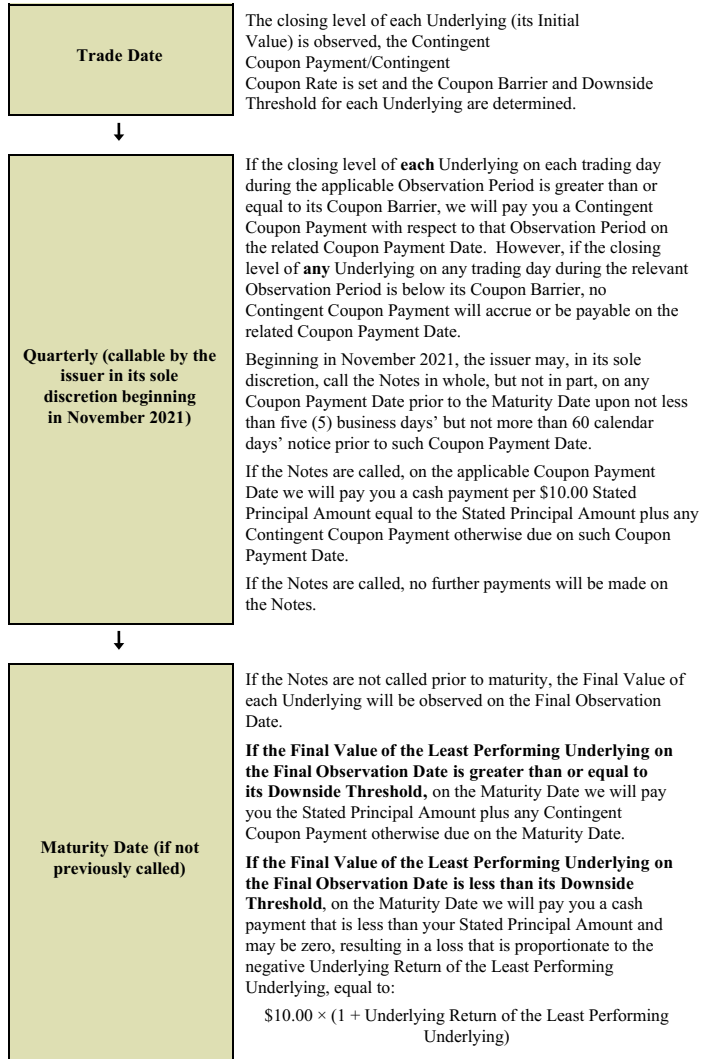 Trade Date
The closing level of each Underlying (its Initial
Value) is observed, the Contingent
Coupon Payment/Contingent
Coupon Rate is set and the Coupon Barrier and Downside
Threshold for each Underlying are determined.
Quarterly (callable by the
issuer in its sole
discretion beginning
in November 2021)
If the closing level of each Underlying on each trading day
during the applicable Observation Period is greater than or
equal to its Coupon Barrier, we will pay you a Contingent
Coupon Payment with respect to that Observation Period on
the related Coupon Payment Date. However, if the closing
level of any Underlying on any trading day during the relevant
Observation Period is below its Coupon Barrier, no
Contingent Coupon Payment will accrue or be payable on the
related Coupon Payment Date.
Beginning in November 2021, the issuer may, in its sole
discretion, call the Notes in whole, but not in part, on any
Coupon Payment Date prior to the Maturity Date upon not less
than five (5) business days’ but not more than 60 calendar
days’ notice prior to such Coupon Payment Date.
If the Notes are called, on the applicable Coupon Payment
Date we will pay you a cash payment per $10.00 Stated
Principal Amount equal to the Stated Principal Amount plus any
Contingent Coupon Payment otherwise due on such Coupon
Payment Date.
If the Notes are called, no further payments will be made on
the Notes.
Maturity Date (if not
previously called)
If the Notes are not called prior to maturity, the Final Value of
each Underlying will be observed on the Final Observation
Date.
If the Final Value of the Least Performing Underlying on
the Final Observation Date is greater than or equal to
its Downside Threshold, on the Maturity Date we will pay
you the Stated Principal Amount plus any Contingent
Coupon Payment otherwise due on the Maturity Date.
If the Final Value of the Least Performing Underlying on
the Final Observation Date is less than its Downside
Threshold, on the Maturity Date we will pay you a cash
payment that is less than your Stated Principal Amount and
may be zero, resulting in a loss that is proportionate to the
negative Underlying Return of the Least Performing
Underlying, equal to:
$10.00 × (1 + Underlying Return of the Least Performing
Underlying)